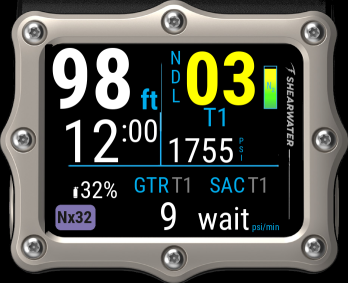 98 ft
NDL 03
T1
N₂
SHEARWATER
12:00
1755 PSI
32%
GTR T1 SAC T1
Nx32
9 wait psi/min